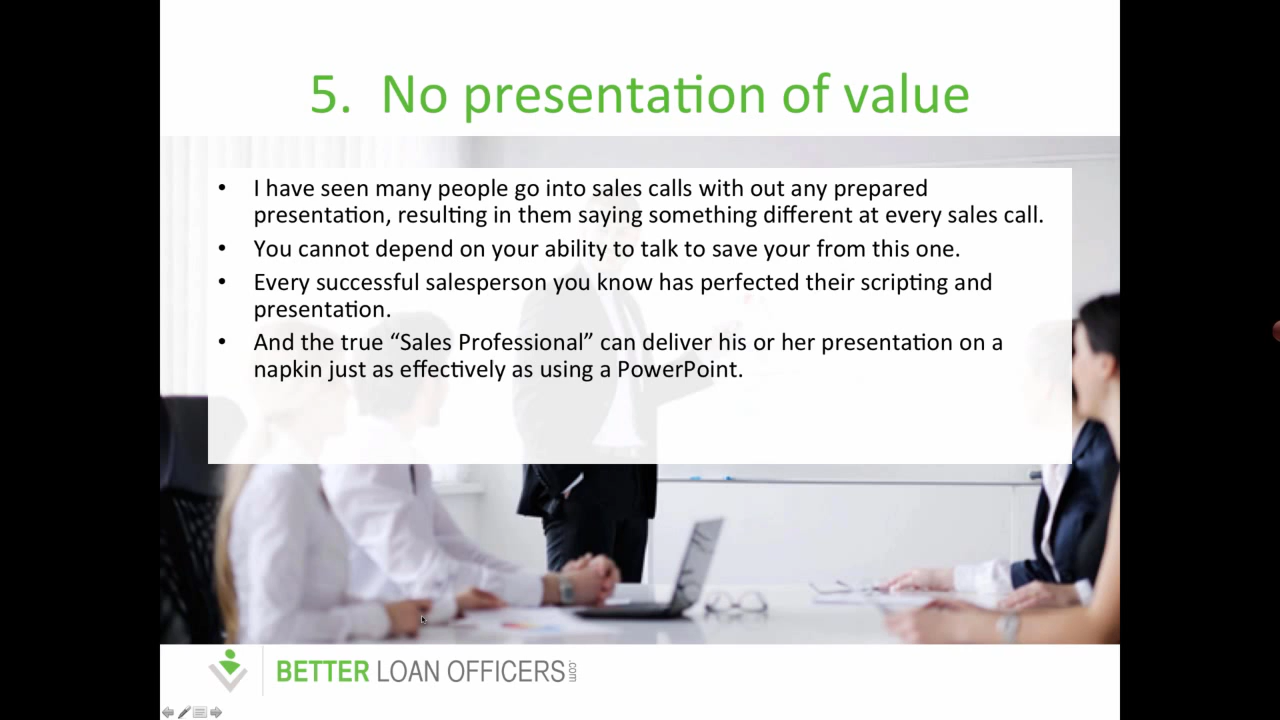 5. No presentation of value
• I have seen many people go into sales calls with out any prepared
presentation, resulting in them saying something different at every sales call.
• You cannot depend on your ability to talk to save your from this one.
• Every successful salesperson you know has perfected their scripting and
presentation.
• And the true “Sales Professional” can deliver his or her presentation on a
napkin just as effectively as using a PowerPoint.
BETTER LOAN OFFICERS.com